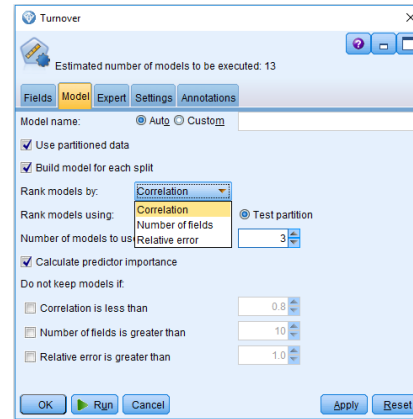 Turnover
Estimated number of models to be executed: 13
Fields Model Expert Settings Annotations
Model name: Auto Custom
Use partitioned data
Build model for each split
Rank models by: Correlation
Rank models using: Correlation Test partition
Number of fields
Number of models to us Relative error 3
Calculate predictor importance
Do not keep models if:
Correlation is less than 0.8
Number of fields is greater than 10
Relative error is greater than 1.0
OK Run Cancel Apply Reset